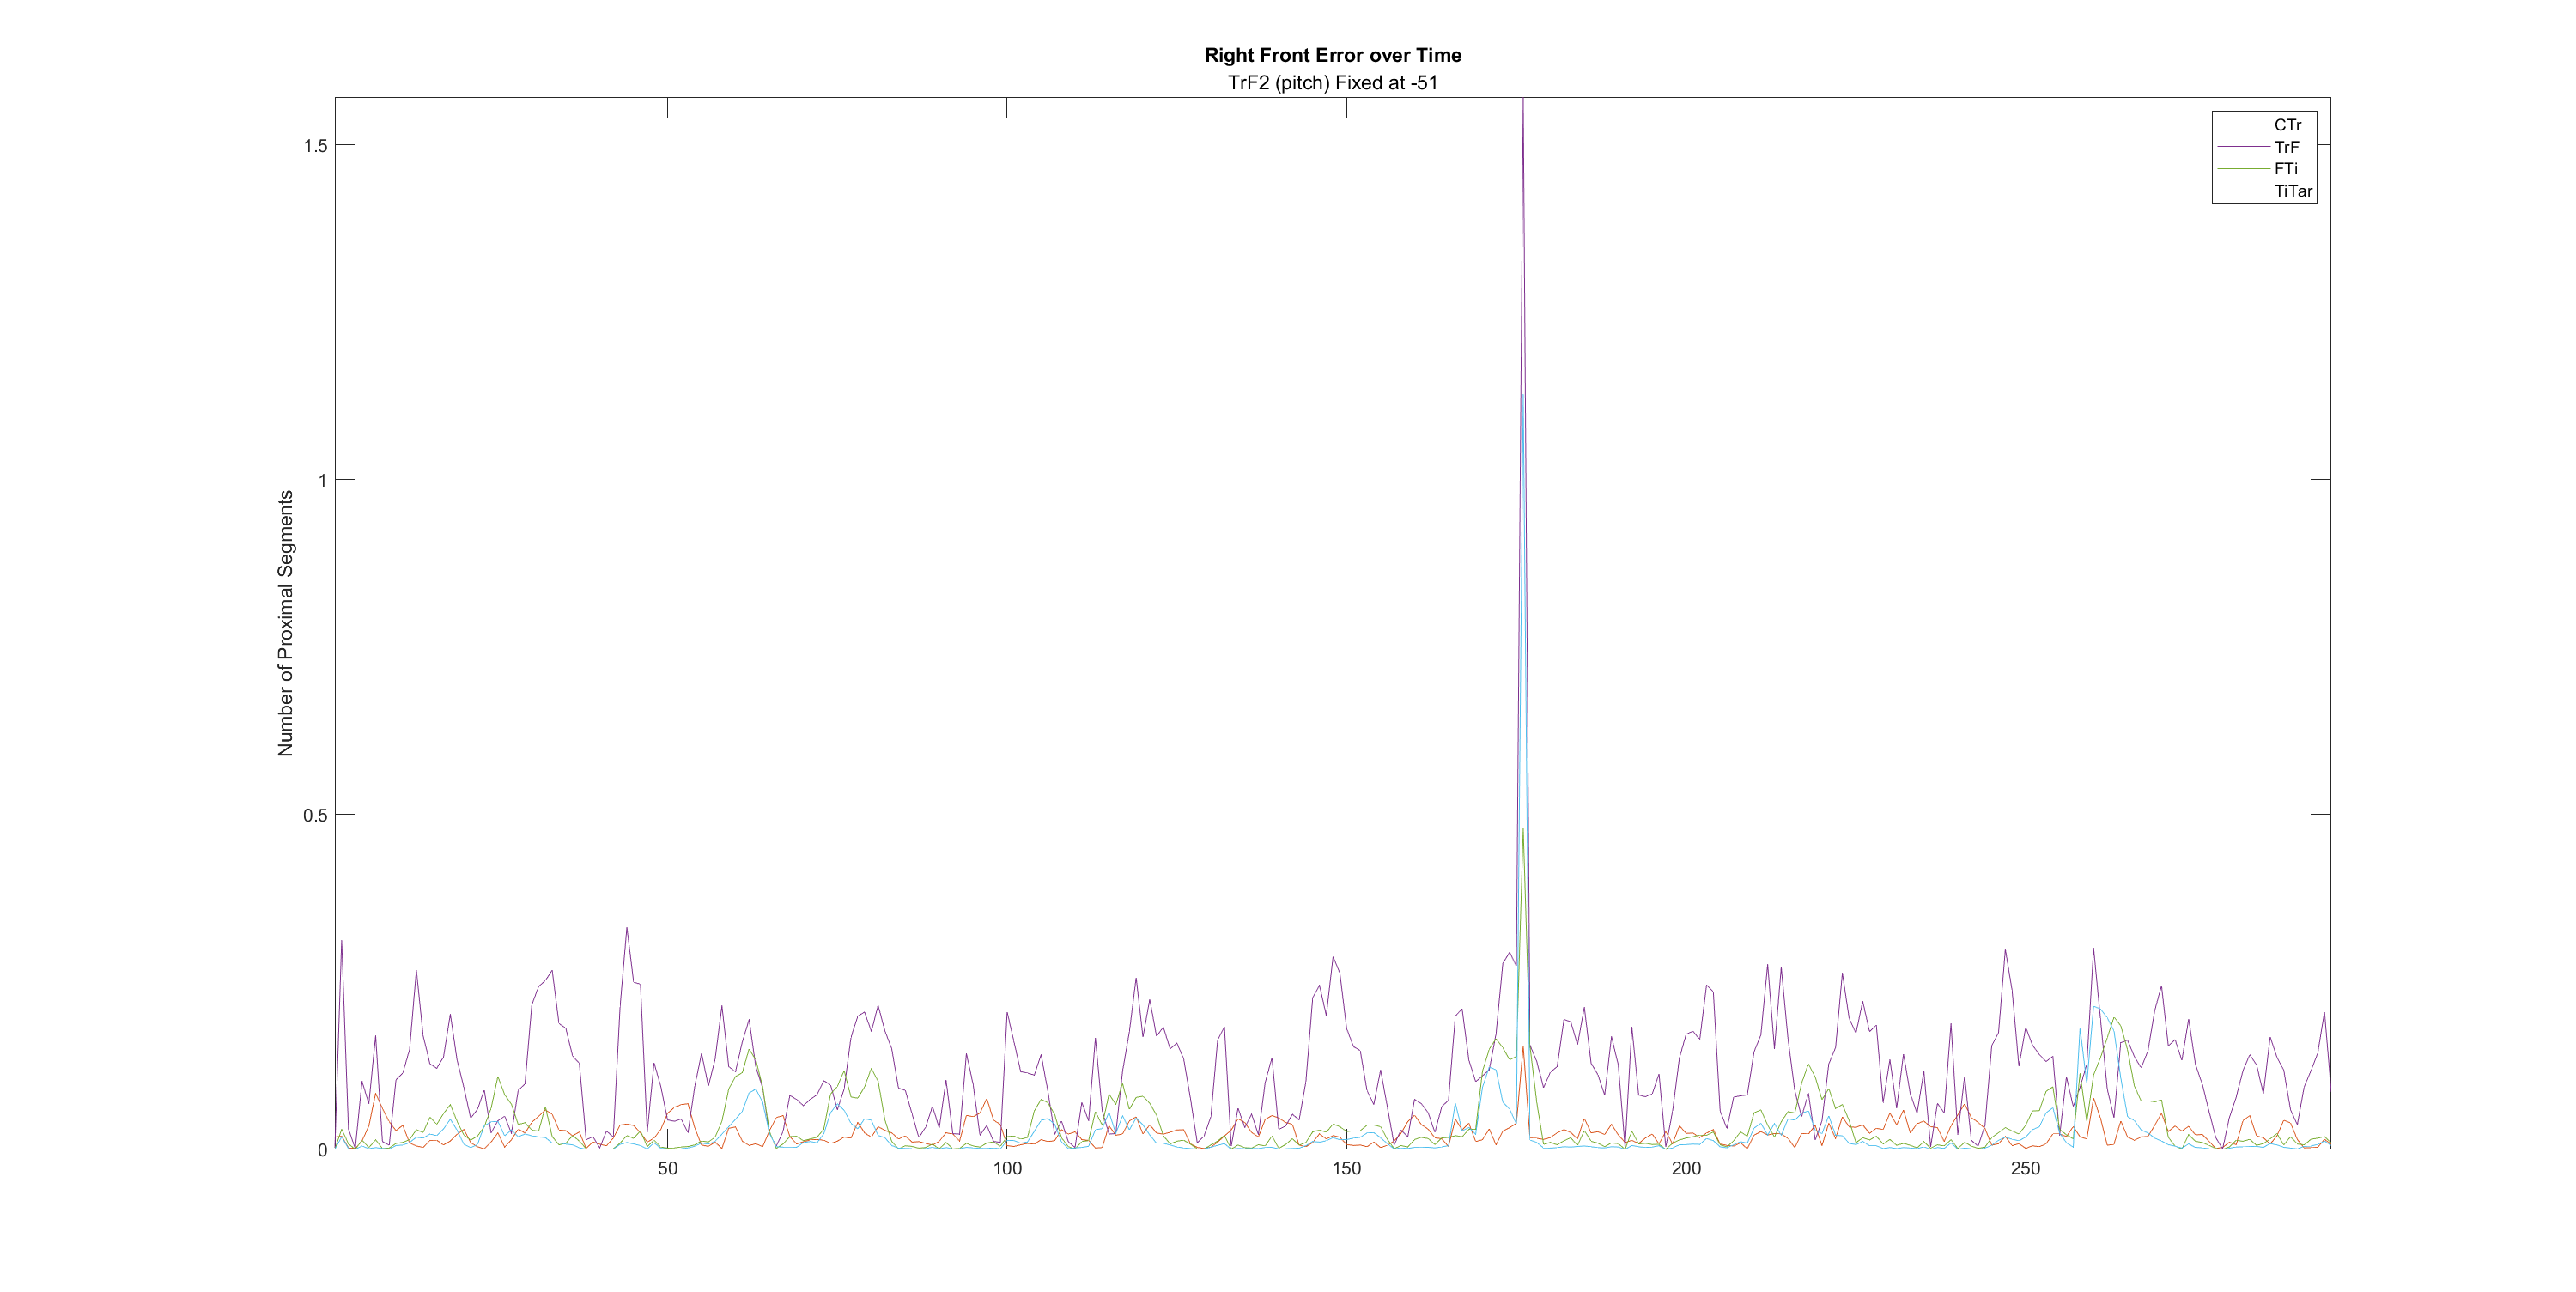 Right Front Error over Time
TrF2 (pitch) Fixed at -51
CTr
TrF
FTi
TiTar
Number of Proximal Segments
1.5
1
0.5
0
50
100
150
200
250